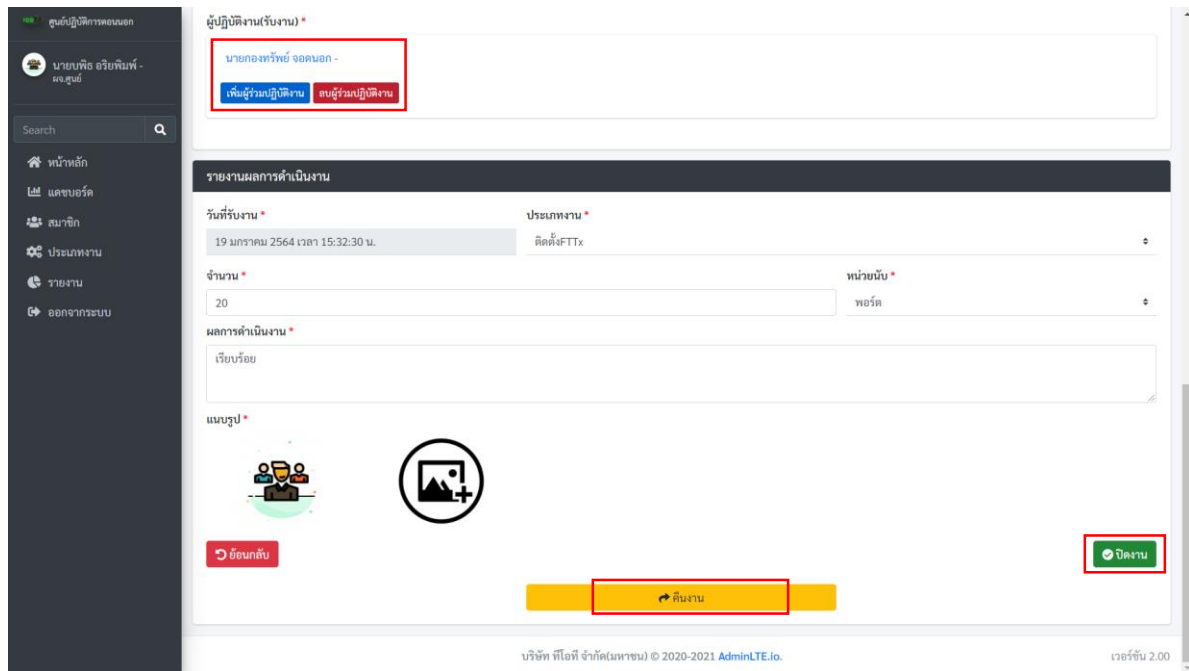 ศูนย์ปฏิบัติการดอนนอก
นายบพิธ อริยพิมพ์ -
ผจ.ศูนย์
Search
หน้าหลัก
แดชบอร์ด
สมาชิก
ประเภทงาน
รายงาน
ออกจากระบบ
ผู้ปฏิบัติงาน(รับงาน) *
นายกองทรัพย์ จอดนอก -
เพิ่มผู้ร่วมปฏิบัติงาน ลบผู้ร่วมปฏิบัติงาน
รายงานผลการดำเนินงาน
วันที่รับงาน * ประเภทงาน *
19 มกราคม 2564 เวลา 15:32:30 น. ติดตั้งFTTx
จำนวน * หน่วยนับ *
20 พอร์ต
ผลการดำเนินงาน *
เรียบร้อย
แนบรูป *
ย้อนกลับ ปิดงาน
คืนงาน
บริษัท ทีโอที จำกัด(มหาชน) © 2020-2021 AdminLTE.io. เวอร์ชัน 2.00